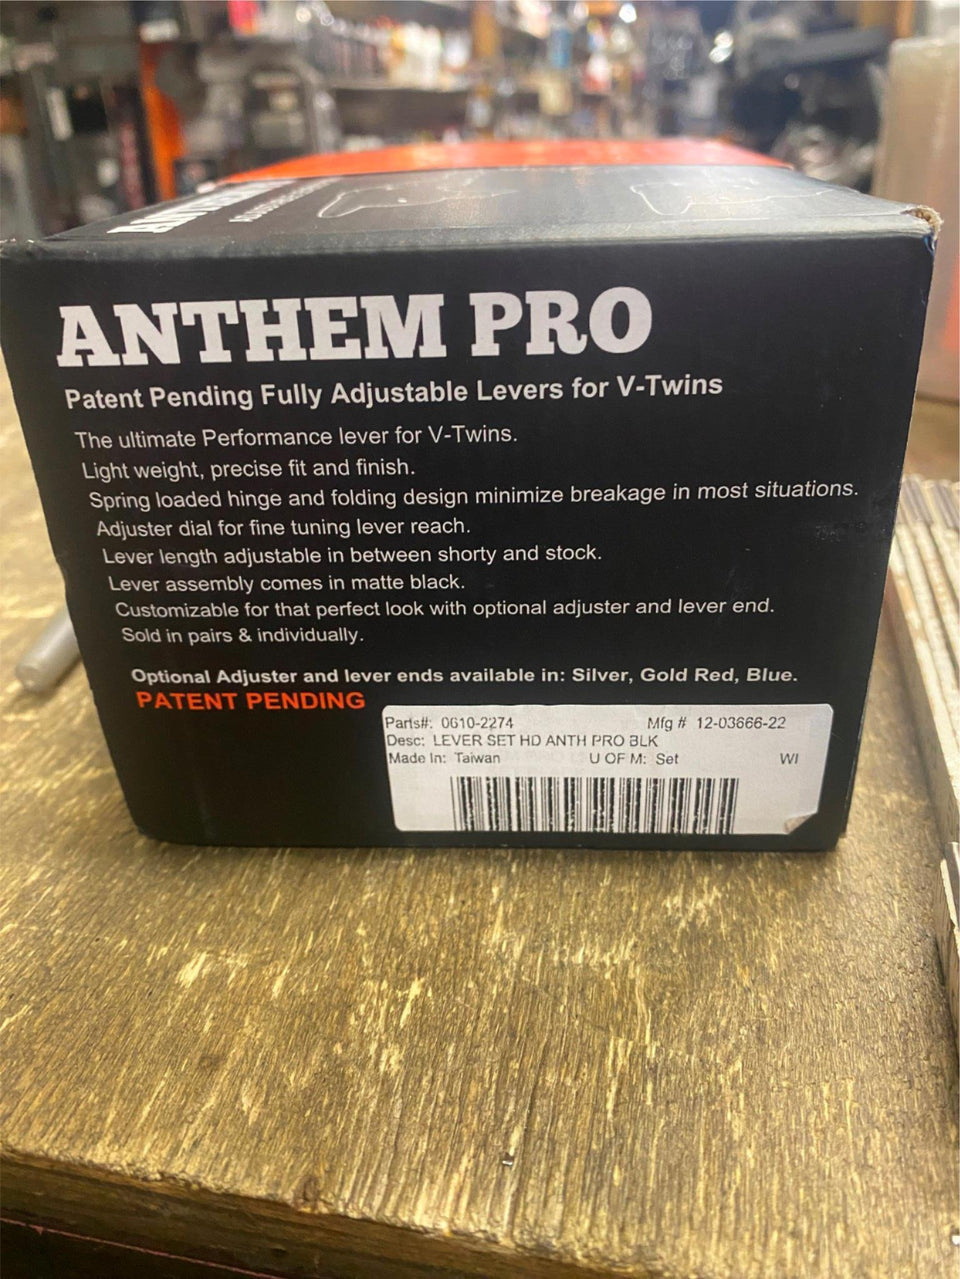 ANTHEM PRO
Patent Pending Fully Adjustable Levers for V-Twins
The ultimate Performance lever for V-Twins.
Light weight, precise fit and finish.
Spring loaded hinge and folding design minimize breakage in most situations.
Adjuster dial for fine tuning lever reach.
Lever length adjustable in between shorty and stock.
Lever assembly comes in matte black.
Customizable for that perfect look with optional adjuster and lever end.
Sold in pairs & individually.
Optional Adjuster and lever ends available in: Silver, Gold Red, Blue.
PATENT PENDING
Parts#: 0610-2274 Mfg # 12-03666-22
Desc: LEVER SET HD ANTH PRO BLK
Made In: Taiwan U OF M: Set WI